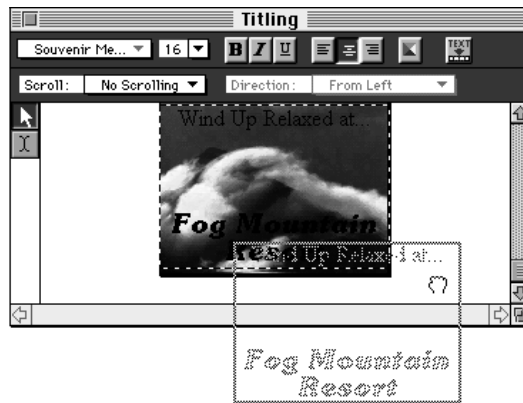 Titling
Souvenir Me... 16 B I U TEXT
Scroll: No Scrolling Direction: From Left
Wind Up Relaxed at...
Fog Mountain
Resort
Wind Up Relaxed at...
Fog Mountain
Resort